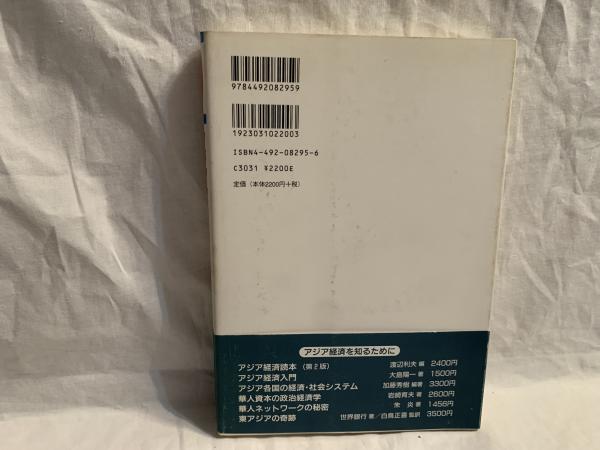 9784492082959
1923031022003
ISBN4-492-08295-6
C3031 ¥2200E
定価（本体2200円＋税）
アジア経済を知るために
アジア経済読本（第2版） 渡辺利夫 編 2400円
アジア経済入門 大島陽一 著 1500円
アジア各国の経済・社会システム 加藤秀樹 編著 3300円
華人資本の政治経済学 岩崎育夫 著 2600円
華人ネットワークの秘密 朱 炎 著 1456円
東アジアの奇跡 世界銀行 著／白鳥正喜 監訳 3500円